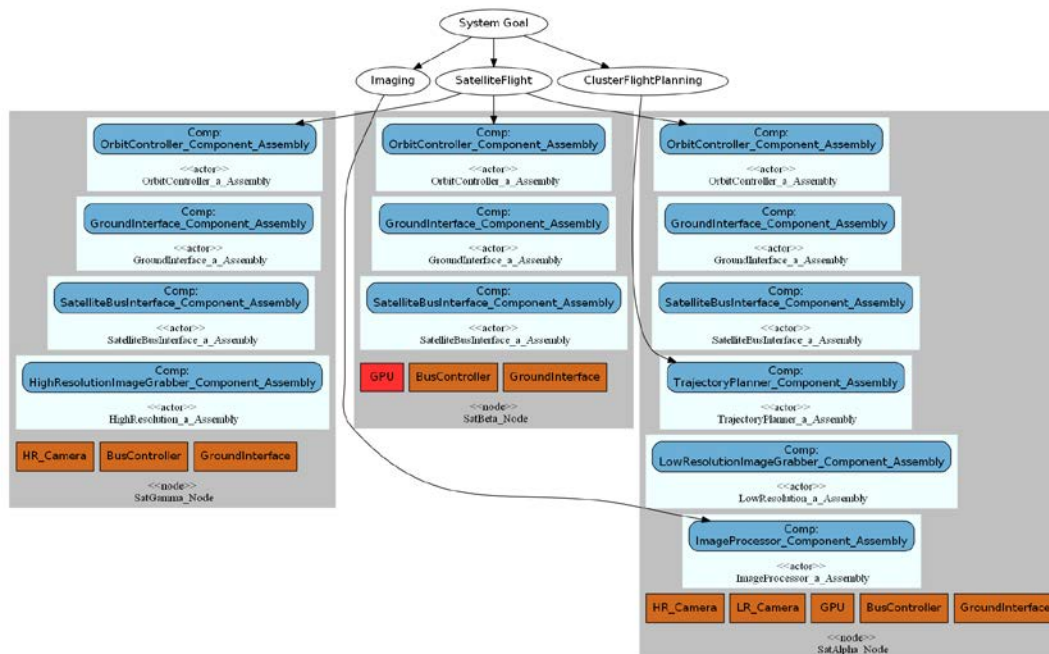 System Goal
Imaging
SatelliteFlight
ClusterFlightPlanning
Comp:
OrbitController_Component_Assembly
<<actor>>
OrbitController_a_Assembly
Comp:
GroundInterface_Component_Assembly
<<actor>>
GroundInterface_a_Assembly
Comp:
SatelliteBusInterface_Component_Assembly
<<actor>>
SatelliteBusInterface_a_Assembly
Comp:
HighResolutionImageGrabber_Component_Assembly
<<actor>>
HighResolution_a_Assembly
HR_Camera
BusController
GroundInterface
<<node>>
SatGamma_Node
Comp:
OrbitController_Component_Assembly
<<actor>>
OrbitController_a_Assembly
Comp:
GroundInterface_Component_Assembly
<<actor>>
GroundInterface_a_Assembly
Comp:
SatelliteBusInterface_Component_Assembly
<<actor>>
SatelliteBusInterface_a_Assembly
GPU
BusController
GroundInterface
<<node>>
SatBeta_Node
Comp:
OrbitController_Component_Assembly
<<actor>>
OrbitController_a_Assembly
Comp:
GroundInterface_Component_Assembly
<<actor>>
GroundInterface_a_Assembly
Comp:
SatelliteBusInterface_Component_Assembly
<<actor>>
SatelliteBusInterface_a_Assembly
Comp:
TrajectoryPlanner_Component_Assembly
<<actor>>
TrajectoryPlanner_a_Assembly
Comp:
LowResolutionImageGrabber_Component_Assembly
<<actor>>
LowResolution_a_Assembly
Comp:
ImageProcessor_Component_Assembly
<<actor>>
ImageProcessor_a_Assembly
HR_Camera
LR_Camera
GPU
BusController
GroundInterface
<<node>>
SatAlpha_Node